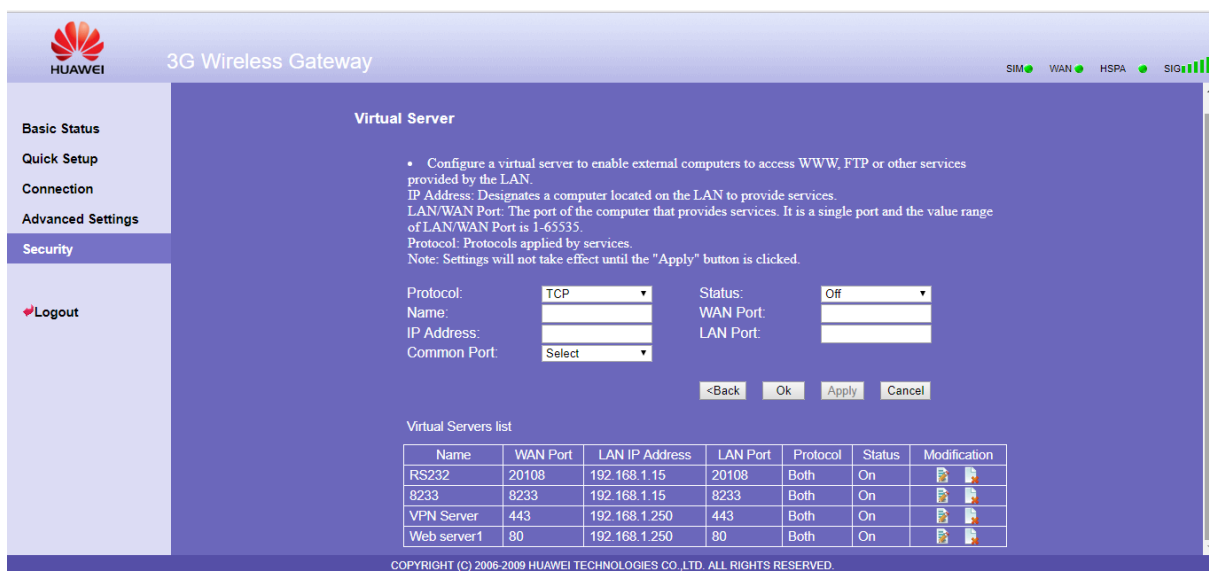 HUAWEI
3G Wireless Gateway
SIM WAN HSPA SIG
Basic Status
Quick Setup
Connection
Advanced Settings
Security
Logout
Virtual Server
• Configure a virtual server to enable external computers to access WWW, FTP or other services
provided by the LAN.
IP Address: Designates a computer located on the LAN to provide services.
LAN/WAN Port: The port of the computer that provides services. It is a single port and the value range
of LAN/WAN Port is 1-65535.
Protocol: Protocols applied by services.
Note: Settings will not take effect until the "Apply" button is clicked.
Protocol: TCP Status: Off
Name: WAN Port:
IP Address: LAN Port:
Common Port: Select
<Back Ok Apply Cancel
Virtual Servers list
Name WAN Port LAN IP Address LAN Port Protocol Status Modification
RS232 20108 192.168.1.15 20108 Both On
8233 8233 192.168.1.15 8233 Both On
VPN Server 443 192.168.1.250 443 Both On
Web server1 80 192.168.1.250 80 Both On
COPYRIGHT (C) 2006-2009 HUAWEI TECHNOLOGIES CO.,LTD. ALL RIGHTS RESERVED.